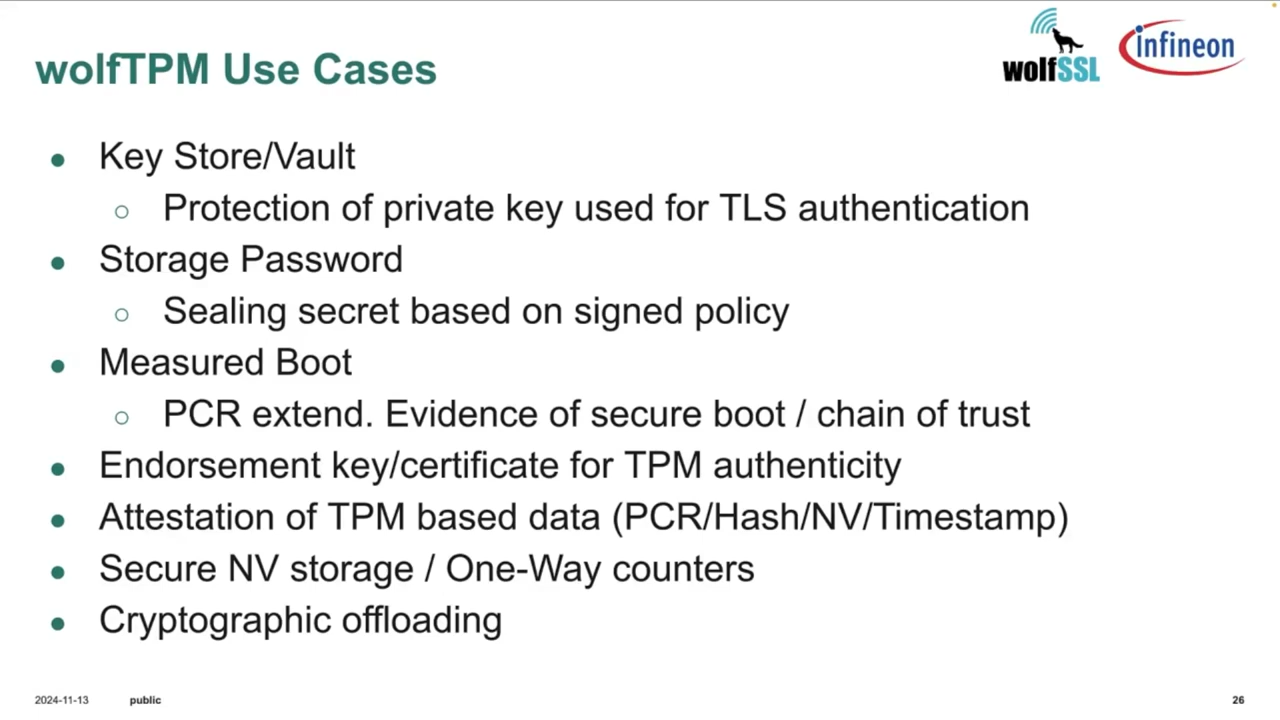 wolfTPM Use Cases
wolfSSL
infineon
● Key Store/Vault
○ Protection of private key used for TLS authentication
● Storage Password
○ Sealing secret based on signed policy
● Measured Boot
○ PCR extend. Evidence of secure boot / chain of trust
● Endorsement key/certificate for TPM authenticity
● Attestation of TPM based data (PCR/Hash/NV/Timestamp)
● Secure NV storage / One-Way counters
● Cryptographic offloading
2024-11-13 public 26